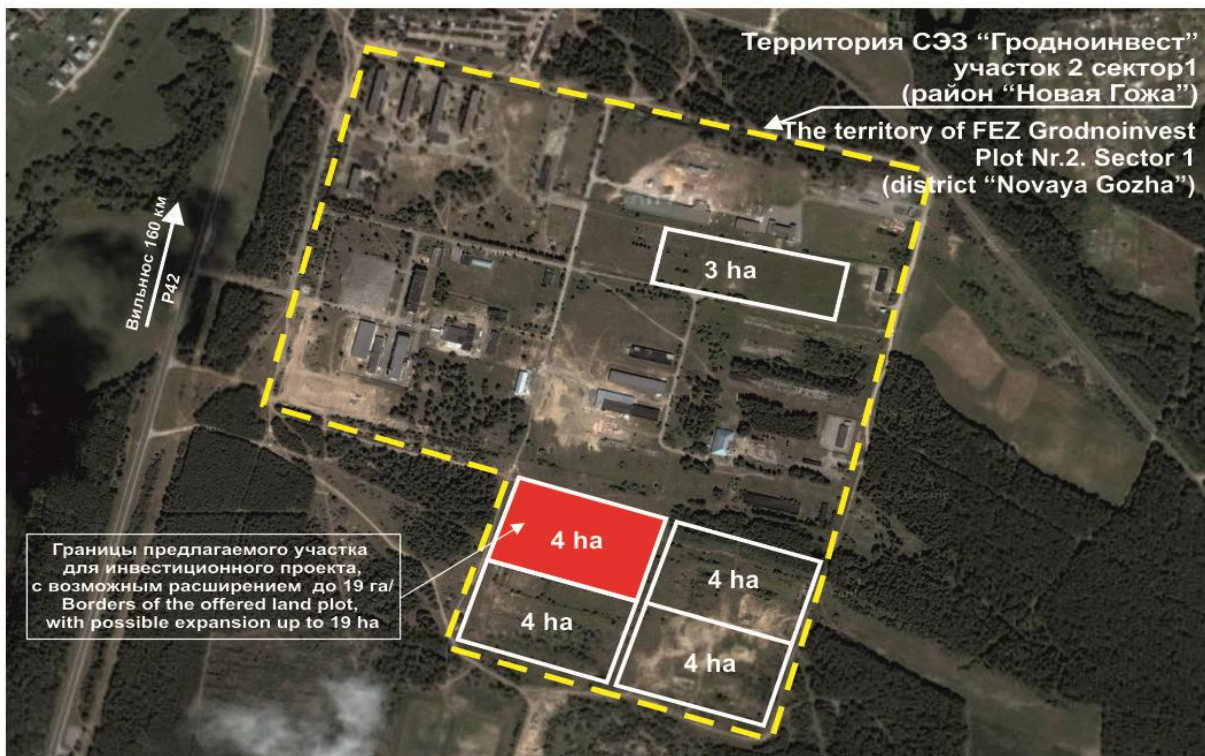 Территория СЭЗ “Гродноинвест”
участок 2 сектор1
(район “Новая Гожа”)
The territory of FEZ Grodnoinvest
Plot Nr.2. Sector 1
(district “Novaya Gozha”)
Вильнюс 160 км
P42
3 ha
4 ha
4 ha
4 ha
4 ha
Границы предлагаемого участка
для инвестиционного проекта,
с возможным расширением до 19 га/
Borders of the offered land plot,
with possible expansion up to 19 ha